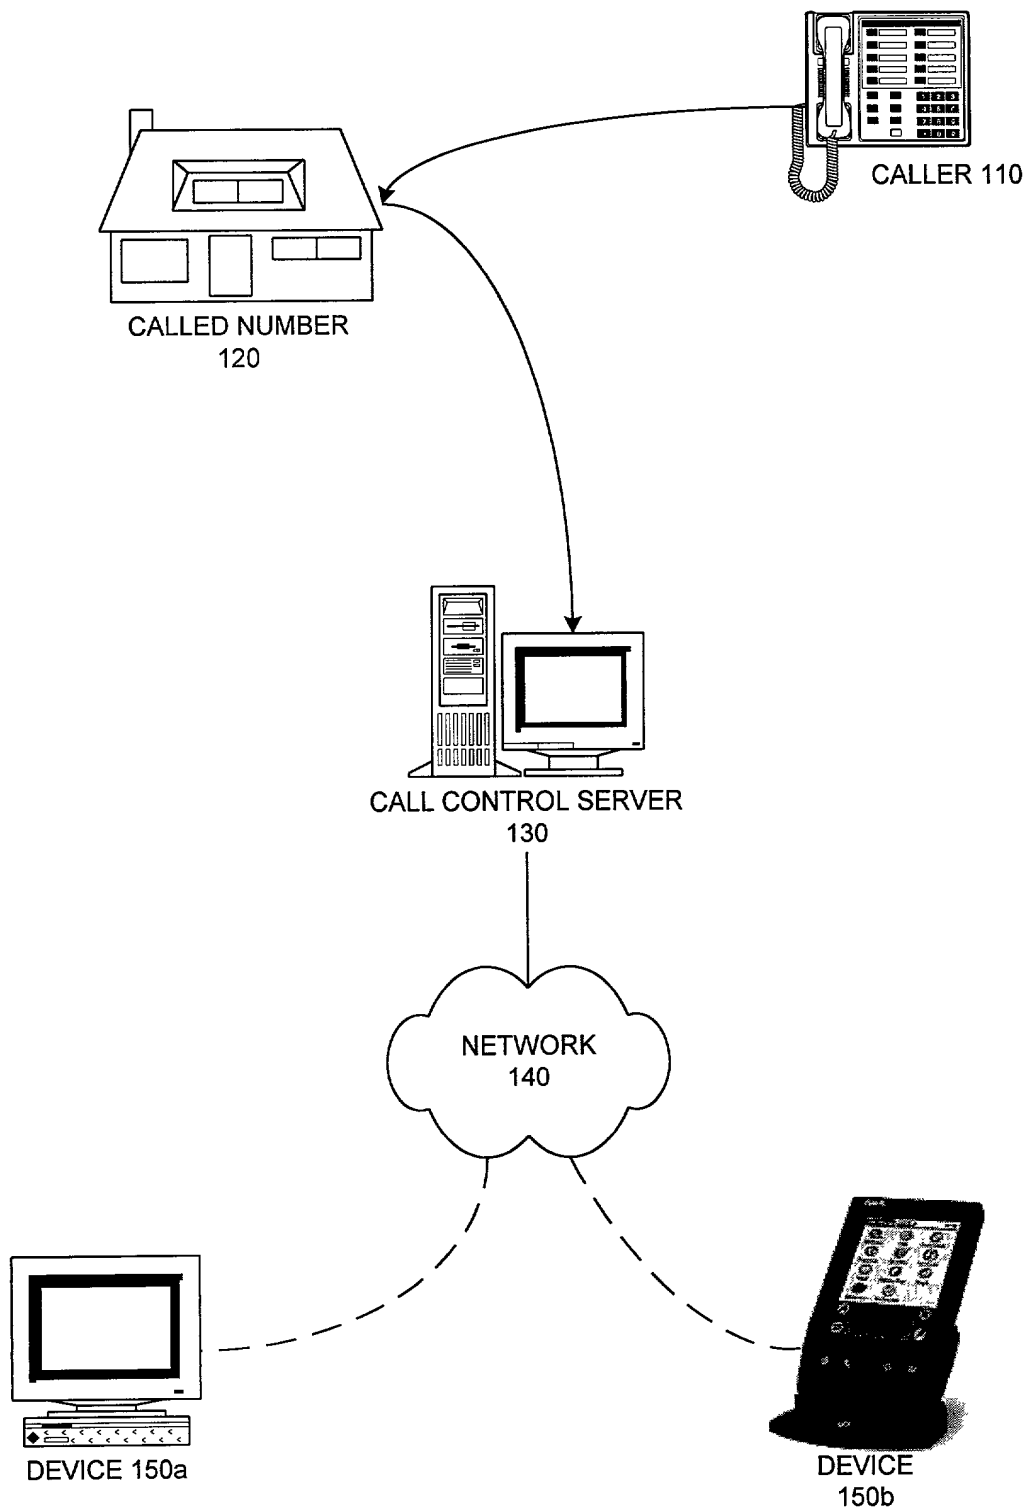 CALLER 110
CALLED NUMBER
120
CALL CONTROL SERVER
130
NETWORK
140
DEVICE 150a
DEVICE
150b